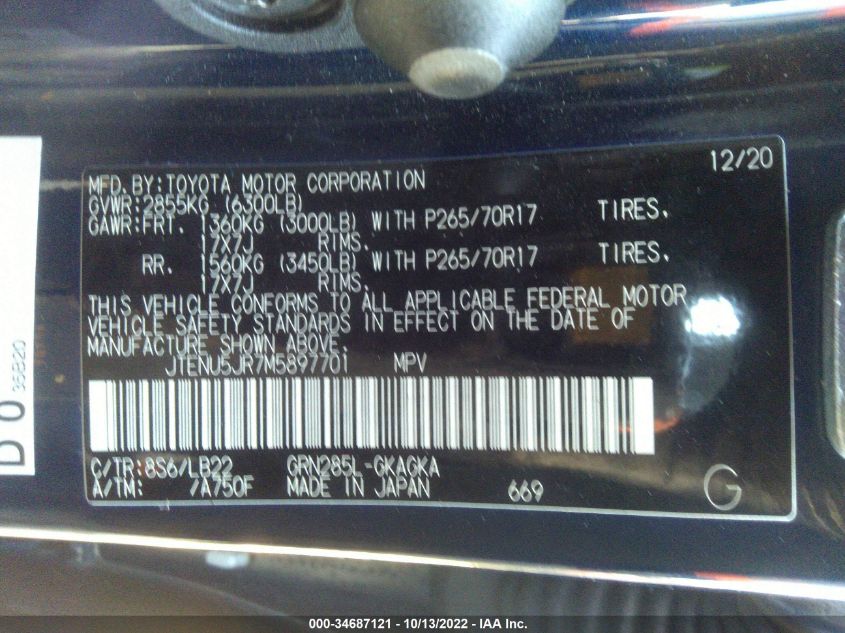 12/20
MFD.BY:TOYOTA MOTOR CORPORATION
GVWR:2855KG (6300LB)
GAWR:FRT. 1360KG (3000LB) WITH P265/70R17 TIRES.
17X7J RIMS.
RR. 1560KG (3450LB) WITH P265/70R17 TIRES.
17X7J RIMS.
THIS VEHICLE CONFORMS TO ALL APPLICABLE FEDERAL MOTOR
VEHICLE SAFETY STANDARDS IN EFFECT ON THE DATE OF
MANUFACTURE SHOWN ABOVE.
JTENU5JR7M5897701 MPV
C/TR:8S6/LB22 GRN285L-GKAGKA
A/TM: /A750F MADE IN JAPAN 669
G
D 0
000-34687121 - 10/13/2022 - IAA Inc.